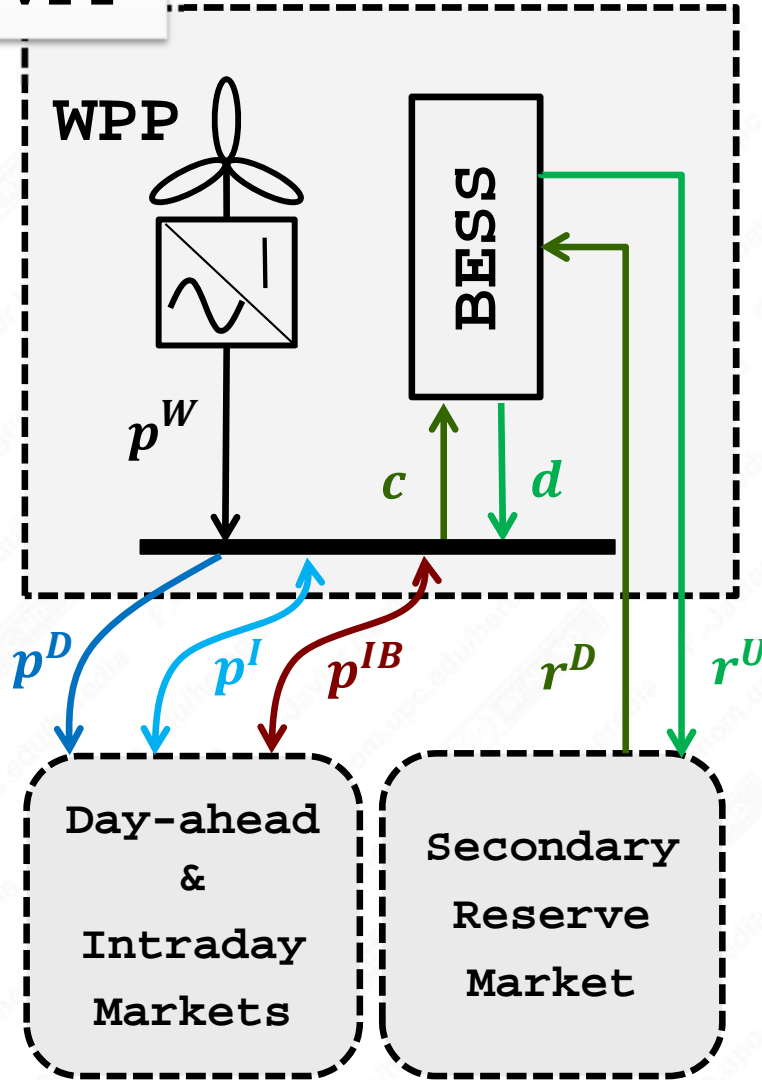 WPP
BESS
p^W
c
d
p^D
p^I
p^IB
r^D
r^U
Day-ahead
&
Intraday
Markets
Secondary
Reserve
Market